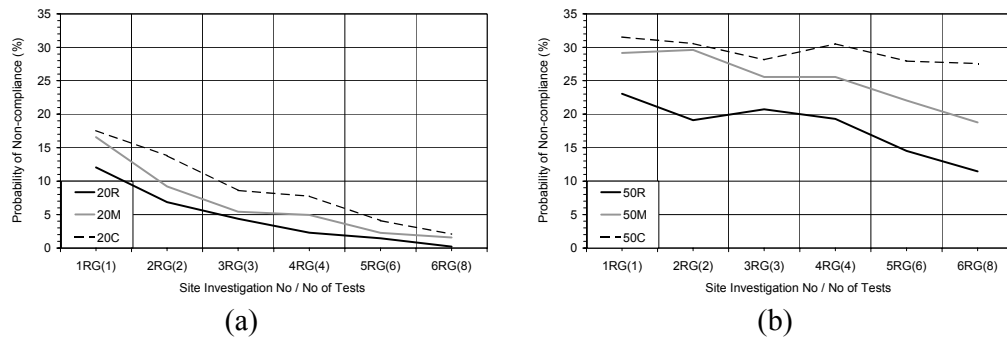 35
30
25
20
15
10
5
0
Probability of Non-compliance (%)
20R
20M
20C
1RG(1) 2RG(2) 3RG(3) 4RG(4) 5RG(6) 6RG(8)
Site Investigation No / No of Tests
(a)
35
30
25
20
15
10
5
0
Probability of Non-compliance (%)
50R
50M
50C
1RG(1) 2RG(2) 3RG(3) 4RG(4) 5RG(6) 6RG(8)
Site Investigation No / No of Tests
(b)